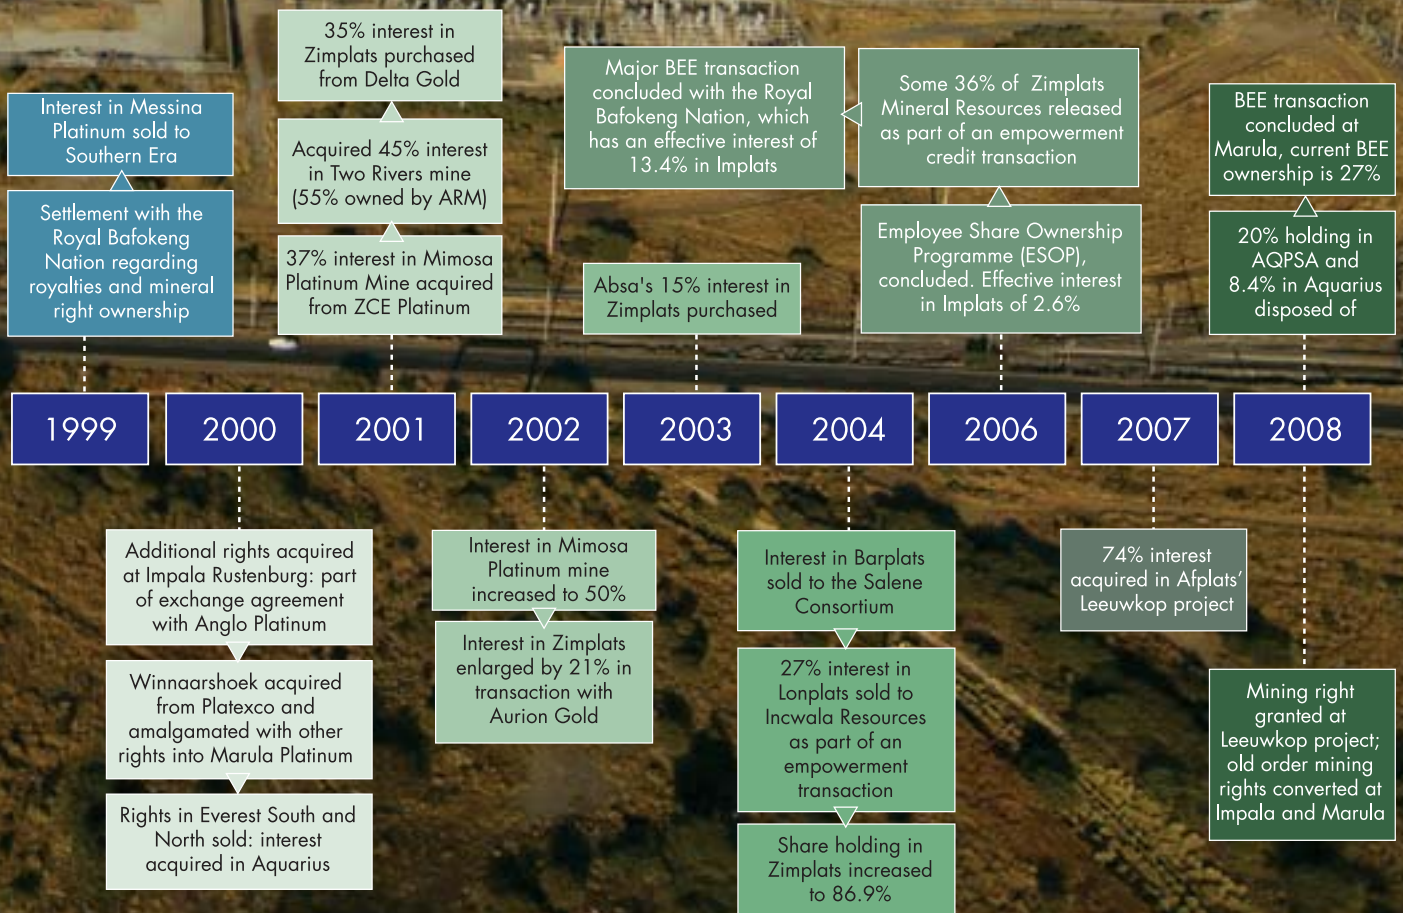 35% interest in
Zimplats purchased
from Delta Gold
Acquired 45% interest
in Two Rivers mine
(55% owned by ARM)
37% interest in Mimosa
Platinum Mine acquired
from ZCE Platinum
Interest in Messina
Platinum sold to
Southern Era
Settlement with the
Royal Bafokeng
Nation regarding
royalties and mineral
right ownership
Major BEE transaction
concluded with the Royal
Bafokeng Nation, which
has an effective interest of
13.4% in Implats
Some 36% of Zimplats
Mineral Resources released
as part of an empowerment
credit transaction
Employee Share Ownership
Programme (ESOP),
concluded. Effective interest
in Implats of 2.6%
Absa's 15% interest in
Zimplats purchased
BEE transaction
concluded at
Marula, current BEE
ownership is 27%
20% holding in
AQPSA and
8.4% in Aquarius
disposed of
1999
2000
2001
2002
2003
2004
2006
2007
2008
Additional rights acquired
at Impala Rustenburg: part
of exchange agreement
with Anglo Platinum
Winnaarshoek acquired
from Platexco and
amalgamated with other
rights into Marula Platinum
Rights in Everest South and
North sold: interest
acquired in Aquarius
Interest in Mimosa
Platinum mine
increased to 50%
Interest in Zimplats
enlarged by 21% in
transaction with
Aurion Gold
Interest in Barplats
sold to the Salene
Consortium
27% interest in
Lonplats sold to
Incwala Resources
as part of an
empowerment
transaction
Share holding in
Zimplats increased
to 86.9%
74% interest
acquired in Afplats'
Leeuwkop project
Mining right
granted at
Leeuwkop project;
old order mining
rights converted at
Impala and Marula